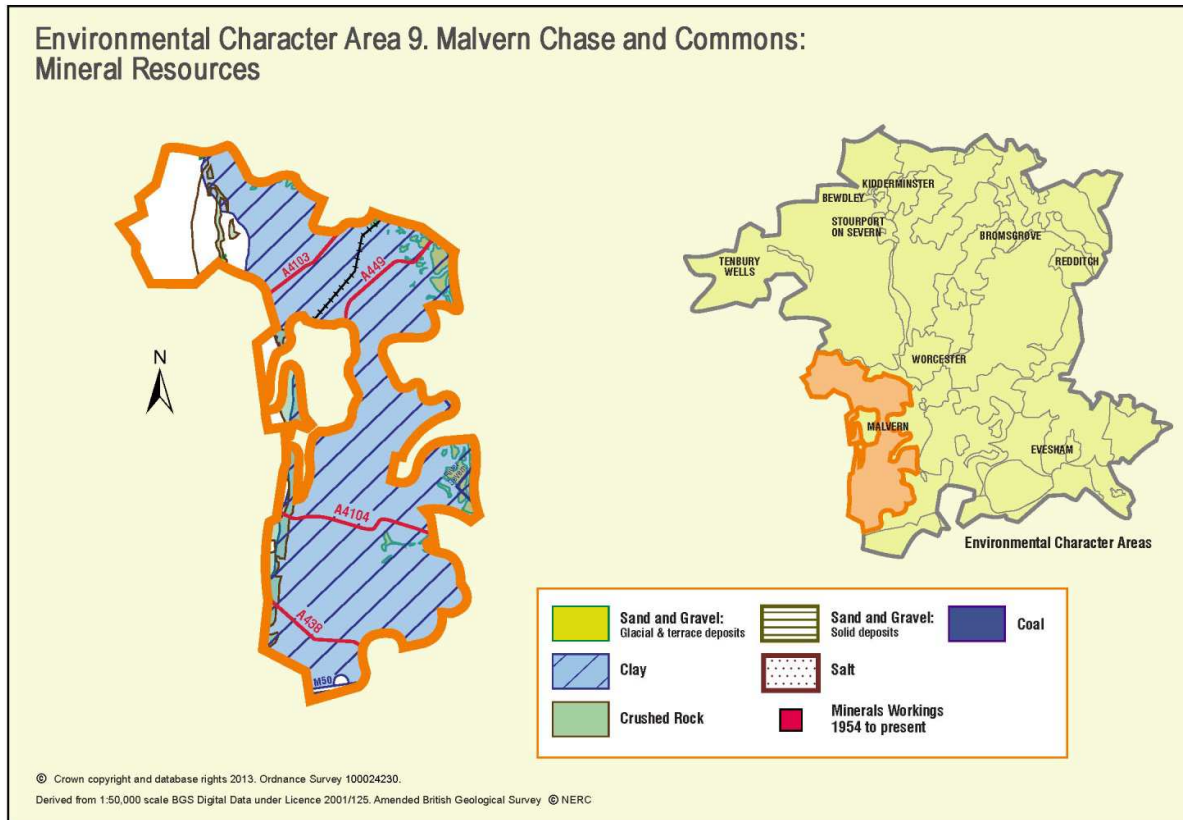 Environmental Character Area 9. Malvern Chase and Commons:
Mineral Resources
A4103
A449
N
A4104
A438
M50
KIDDERMINSTER
BEWDLEY
STOURPORT
ON SEVERN
BROMSGROVE
REDDITCH
TENBURY
WELLS
WORCESTER
MALVERN
EVESHAM
Environmental Character Areas
Sand and Gravel:
Glacial & terrace deposits
Sand and Gravel:
Solid deposits
Coal
Clay
Salt
Crushed Rock
Minerals Workings
1954 to present
© Crown copyright and database rights 2013. Ordnance Survey 100024230.
Derived from 1:50,000 scale BGS Digital Data under Licence 2001/125. Amended British Geological Survey © NERC